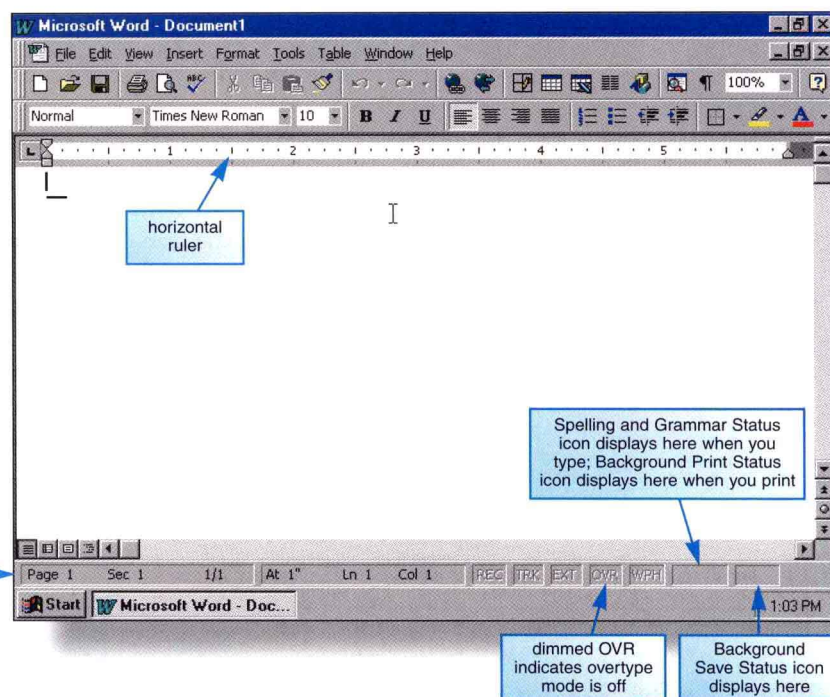 Microsoft Word - Document1
File Edit View Insert Format Tools Table Window Help
ABC 100%
Normal Times New Roman 10 B I U A
1 2 3 4 5
horizontal
ruler
Spelling and Grammar Status
icon displays here when you
type; Background Print Status
icon displays here when you print
Page 1 Sec 1 1/1 At 1" Ln 1 Col 1 REC TRK EXT OVR WPH
Start Microsoft Word - Doc... 1:03 PM
dimmed OVR
indicates overtype
mode is off
Background
Save Status icon
displays here